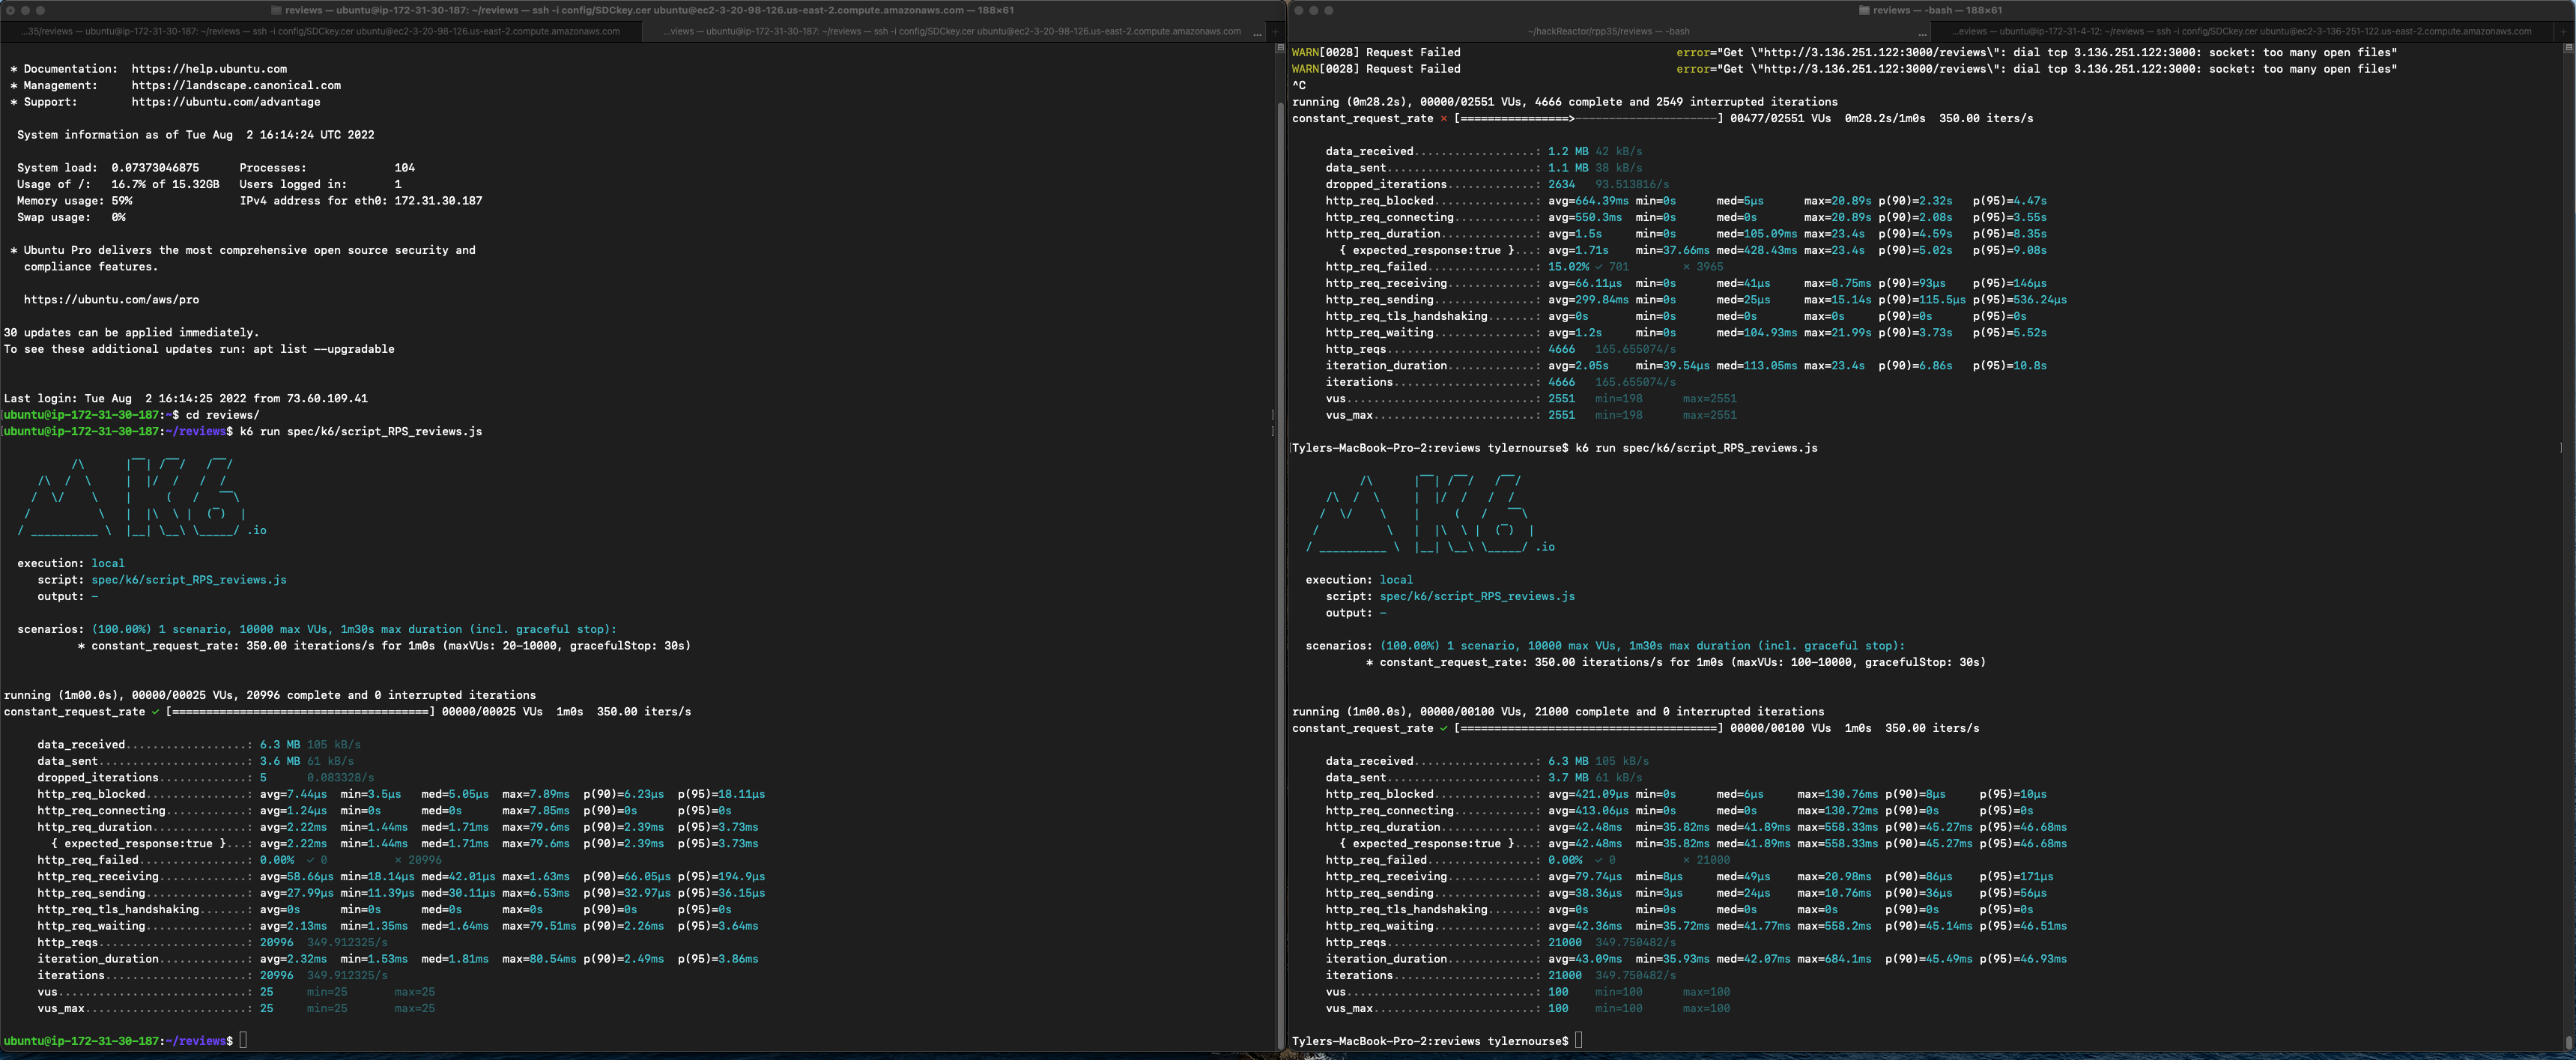 reviews — ubuntu@ip-172-31-30-187: ~/reviews — ssh -i config/SDCkey.cer ubuntu@ec2-3-20-98-126.us-east-2.compute.amazonaws.com — 188×61
...35/reviews — ubuntu@ip-172-31-30-187: ~/reviews — ssh -i config/SDCkey.cer ubuntu@ec2-3-20-98-126.us-east-2.compute.amazonaws.com
...views — ubuntu@ip-172-31-30-187: ~/reviews — ssh -i config/SDCkey.cer ubuntu@ec2-3-20-98-126.us-east-2.compute.amazonaws.com ...
* Documentation:  https://help.ubuntu.com
* Management:     https://landscape.canonical.com
* Support:        https://ubuntu.com/advantage
System information as of Tue Aug  2 16:14:24 UTC 2022
System load:  0.07373046875      Processes:             104
Usage of /:   16.7% of 15.32GB   Users logged in:       1
Memory usage: 59%                IPv4 address for eth0: 172.31.30.187
Swap usage:   0%
* Ubuntu Pro delivers the most comprehensive open source security and
compliance features.
https://ubuntu.com/aws/pro
30 updates can be applied immediately.
To see these additional updates run: apt list --upgradable
Last login: Tue Aug  2 16:14:25 2022 from 73.60.109.41
ubuntu@ip-172-31-30-187:~$ cd reviews/
ubuntu@ip-172-31-30-187:~/reviews$ k6 run spec/k6/script_RPS_reviews.js
.io
execution: local
script: spec/k6/script_RPS_reviews.js
output: -
scenarios: (100.00%) 1 scenario, 10000 max VUs, 1m30s max duration (incl. graceful stop):
* constant_request_rate: 350.00 iterations/s for 1m0s (maxVUs: 20-10000, gracefulStop: 30s)
running (1m00.0s), 00000/00025 VUs, 20996 complete and 0 interrupted iterations
constant_request_rate ✓ [======================================] 00000/00025 VUs  1m0s  350.00 iters/s
data_received..................: 6.3 MB 105 kB/s
data_sent......................: 3.6 MB 61 kB/s
dropped_iterations.............: 5      0.083328/s
http_req_blocked...............: avg=7.44µs  min=3.5µs   med=5.05µs  max=7.89ms  p(90)=6.23µs  p(95)=18.11µs
http_req_connecting............: avg=1.24µs  min=0s      med=0s      max=7.85ms  p(90)=0s      p(95)=0s
http_req_duration..............: avg=2.22ms  min=1.44ms  med=1.71ms  max=79.6ms  p(90)=2.39ms  p(95)=3.73ms
{ expected_response:true }...: avg=2.22ms  min=1.44ms  med=1.71ms  max=79.6ms  p(90)=2.39ms  p(95)=3.73ms
http_req_failed................: 0.00%  ✓ 0          ✗ 20996
http_req_receiving.............: avg=58.66µs min=18.14µs med=42.01µs max=1.63ms  p(90)=66.05µs p(95)=194.9µs
http_req_sending...............: avg=27.99µs min=11.39µs med=30.11µs max=6.53ms  p(90)=32.97µs p(95)=36.15µs
http_req_tls_handshaking.......: avg=0s      min=0s      med=0s      max=0s      p(90)=0s      p(95)=0s
http_req_waiting...............: avg=2.13ms  min=1.35ms  med=1.64ms  max=79.51ms p(90)=2.26ms  p(95)=3.64ms
http_reqs......................: 20996  349.912325/s
iteration_duration.............: avg=2.32ms  min=1.53ms  med=1.81ms  max=80.54ms p(90)=2.49ms  p(95)=3.86ms
iterations.....................: 20996  349.912325/s
vus............................: 25     min=25       max=25
vus_max........................: 25     min=25       max=25
ubuntu@ip-172-31-30-187:~/reviews$
reviews — -bash — 188×61
~/hackReactor/rpp35/reviews — -bash ...
...eviews — ubuntu@ip-172-31-4-12: ~/reviews — ssh -i config/SDCkey.cer ubuntu@ec2-3-136-251-122.us-east-2.compute.amazonaws.com
WARN[0028] Request Failed                                error="Get \"http://3.136.251.122:3000/reviews\": dial tcp 3.136.251.122:3000: socket: too many open files"
WARN[0028] Request Failed                                error="Get \"http://3.136.251.122:3000/reviews\": dial tcp 3.136.251.122:3000: socket: too many open files"
^C
running (0m28.2s), 00000/02551 VUs, 4666 complete and 2549 interrupted iterations
constant_request_rate ✗ [================>---------------------] 00477/02551 VUs  0m28.2s/1m0s  350.00 iters/s
data_received..................: 1.2 MB 42 kB/s
data_sent......................: 1.1 MB 38 kB/s
dropped_iterations.............: 2634   93.513816/s
http_req_blocked...............: avg=664.39ms min=0s      med=5µs      max=20.89s p(90)=2.32s   p(95)=4.47s
http_req_connecting............: avg=550.3ms  min=0s      med=0s       max=20.89s p(90)=2.08s   p(95)=3.55s
http_req_duration..............: avg=1.5s     min=0s      med=105.09ms max=23.4s  p(90)=4.59s   p(95)=8.35s
{ expected_response:true }...: avg=1.71s    min=37.66ms med=428.43ms max=23.4s  p(90)=5.02s   p(95)=9.08s
http_req_failed................: 15.02% ✓ 701        ✗ 3965
http_req_receiving.............: avg=66.11µs  min=0s      med=41µs     max=8.75ms p(90)=93µs    p(95)=146µs
http_req_sending...............: avg=299.84ms min=0s      med=25µs     max=15.14s p(90)=115.5µs p(95)=536.24µs
http_req_tls_handshaking.......: avg=0s       min=0s      med=0s       max=0s     p(90)=0s      p(95)=0s
http_req_waiting...............: avg=1.2s     min=0s      med=104.93ms max=21.99s p(90)=3.73s   p(95)=5.52s
http_reqs......................: 4666   165.655074/s
iteration_duration.............: avg=2.05s    min=39.54µs med=113.05ms max=23.4s  p(90)=6.86s   p(95)=10.8s
iterations.....................: 4666   165.655074/s
vus............................: 2551   min=198      max=2551
vus_max........................: 2551   min=198      max=2551
Tylers-MacBook-Pro-2:reviews tylernourse$ k6 run spec/k6/script_RPS_reviews.js
.io
execution: local
script: spec/k6/script_RPS_reviews.js
output: -
scenarios: (100.00%) 1 scenario, 10000 max VUs, 1m30s max duration (incl. graceful stop):
* constant_request_rate: 350.00 iterations/s for 1m0s (maxVUs: 100-10000, gracefulStop: 30s)
running (1m00.0s), 00000/00100 VUs, 21000 complete and 0 interrupted iterations
constant_request_rate ✓ [======================================] 00000/00100 VUs  1m0s  350.00 iters/s
data_received..................: 6.3 MB 105 kB/s
data_sent......................: 3.7 MB 61 kB/s
http_req_blocked...............: avg=421.09µs min=0s      med=6µs     max=130.76ms p(90)=8µs     p(95)=10µs
http_req_connecting............: avg=413.06µs min=0s      med=0s      max=130.72ms p(90)=0s      p(95)=0s
http_req_duration..............: avg=42.48ms  min=35.82ms med=41.89ms max=558.33ms p(90)=45.27ms p(95)=46.68ms
{ expected_response:true }...: avg=42.48ms  min=35.82ms med=41.89ms max=558.33ms p(90)=45.27ms p(95)=46.68ms
http_req_failed................: 0.00%  ✓ 0          ✗ 21000
http_req_receiving.............: avg=79.74µs  min=8µs     med=49µs    max=20.98ms  p(90)=86µs    p(95)=171µs
http_req_sending...............: avg=38.36µs  min=3µs     med=24µs    max=10.76ms  p(90)=36µs    p(95)=56µs
http_req_tls_handshaking.......: avg=0s       min=0s      med=0s      max=0s       p(90)=0s      p(95)=0s
http_req_waiting...............: avg=42.36ms  min=35.72ms med=41.77ms max=558.2ms  p(90)=45.14ms p(95)=46.51ms
http_reqs......................: 21000  349.750482/s
iteration_duration.............: avg=43.09ms  min=35.93ms med=42.07ms max=684.1ms  p(90)=45.49ms p(95)=46.93ms
iterations.....................: 21000  349.750482/s
vus............................: 100    min=100      max=100
vus_max........................: 100    min=100      max=100
Tylers-MacBook-Pro-2:reviews tylernourse$